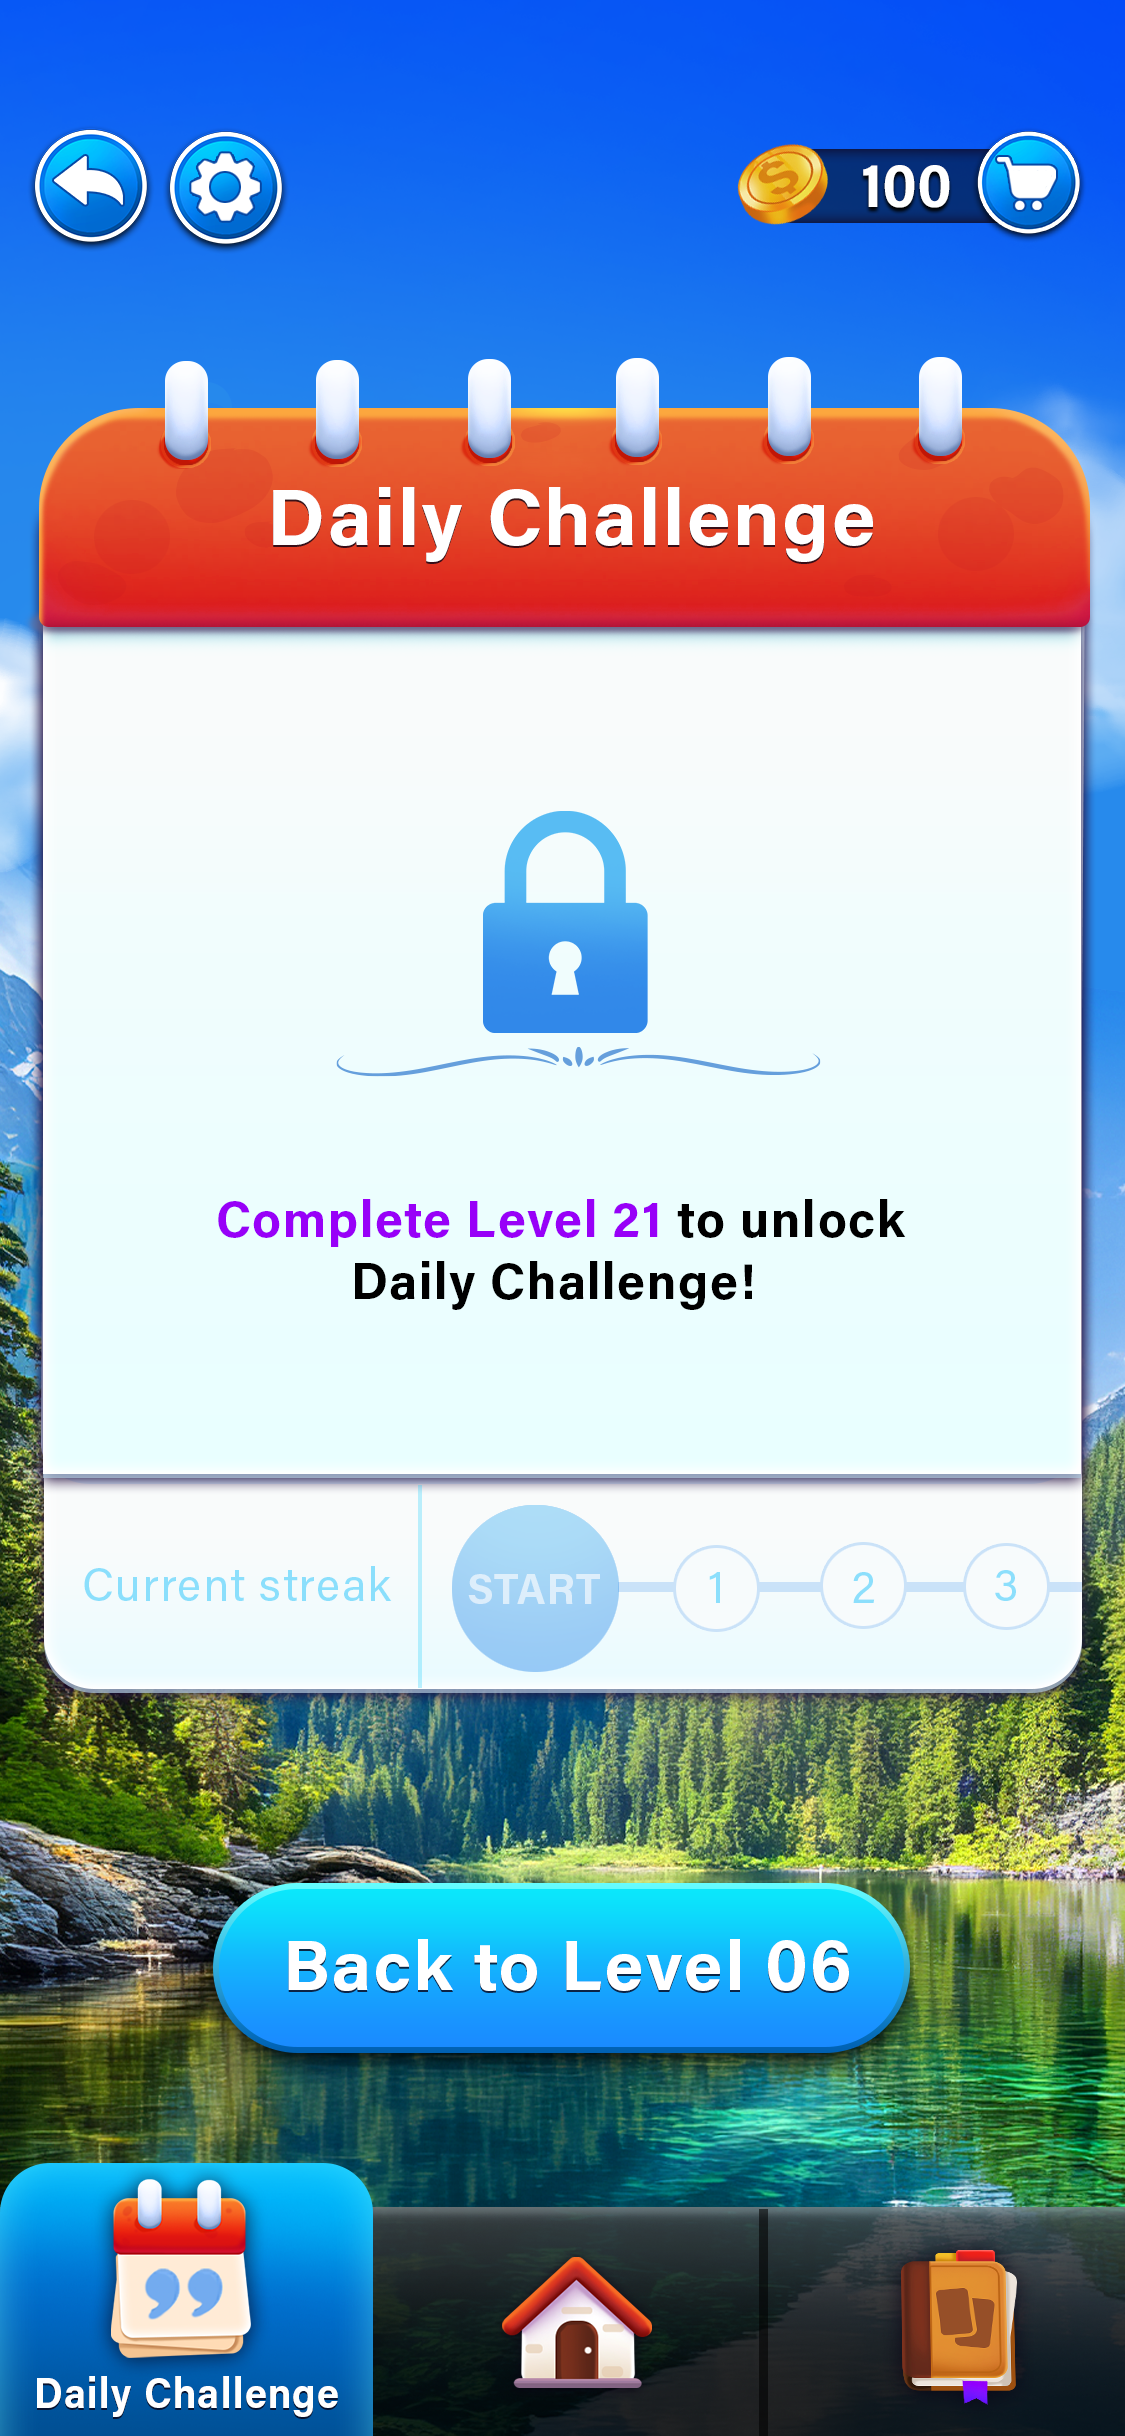 100
Daily Challenge
Complete Level 21 to unlock
Daily Challenge!
Current streak
START
1
2
3
Back to Level 06
Daily Challenge